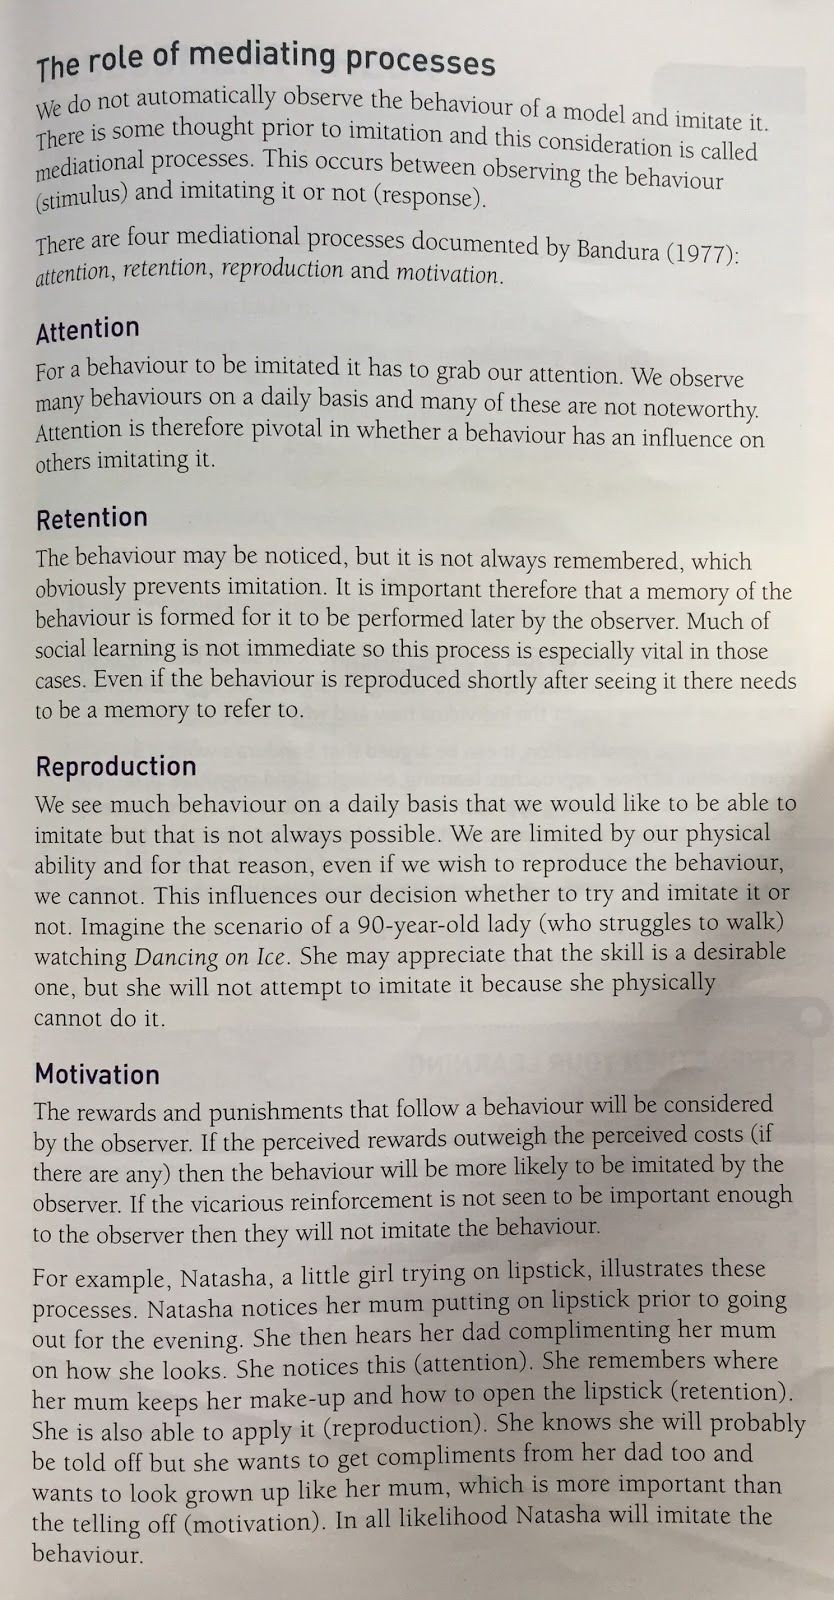 The role of mediating processes
We do not automatically observe the behaviour of a model and imitate it.
There is some thought prior to imitation and this consideration is called
mediational processes. This occurs between observing the behaviour
(stimulus) and imitating it or not (response).
There are four mediational processes documented by Bandura (1977):
attention, retention, reproduction and motivation.
Attention
For a behaviour to be imitated it has to grab our attention. We observe
many behaviours on a daily basis and many of these are not noteworthy.
Attention is therefore pivotal in whether a behaviour has an influence on
others imitating it.
Retention
The behaviour may be noticed, but it is not always remembered, which
obviously prevents imitation. It is important therefore that a memory of the
behaviour is formed for it to be performed later by the observer. Much of
social learning is not immediate so this process is especially vital in those
cases. Even if the behaviour is reproduced shortly after seeing it there needs
to be a memory to refer to.
Reproduction
We see much behaviour on a daily basis that we would like to be able to
imitate but that is not always possible. We are limited by our physical
ability and for that reason, even if we wish to reproduce the behaviour,
we cannot. This influences our decision whether to try and imitate it or
not. Imagine the scenario of a 90-year-old lady (who struggles to walk)
watching Dancing on Ice. She may appreciate that the skill is a desirable
one, but she will not attempt to imitate it because she physically
cannot do it.
Motivation
The rewards and punishments that follow a behaviour will be considered
by the observer. If the perceived rewards outweigh the perceived costs (if
there are any) then the behaviour will be more likely to be imitated by the
observer. If the vicarious reinforcement is not seen to be important enough
to the observer then they will not imitate the behaviour.
For example, Natasha, a little girl trying on lipstick, illustrates these
processes. Natasha notices her mum putting on lipstick prior to going
out for the evening. She then hears her dad complimenting her mum
on how she looks. She notices this (attention). She remembers where
her mum keeps her make-up and how to open the lipstick (retention).
She is also able to apply it (reproduction). She knows she will probably
be told off but she wants to get compliments from her dad too and
wants to look grown up like her mum, which is more important than
the telling off (motivation). In all likelihood Natasha will imitate the
behaviour.